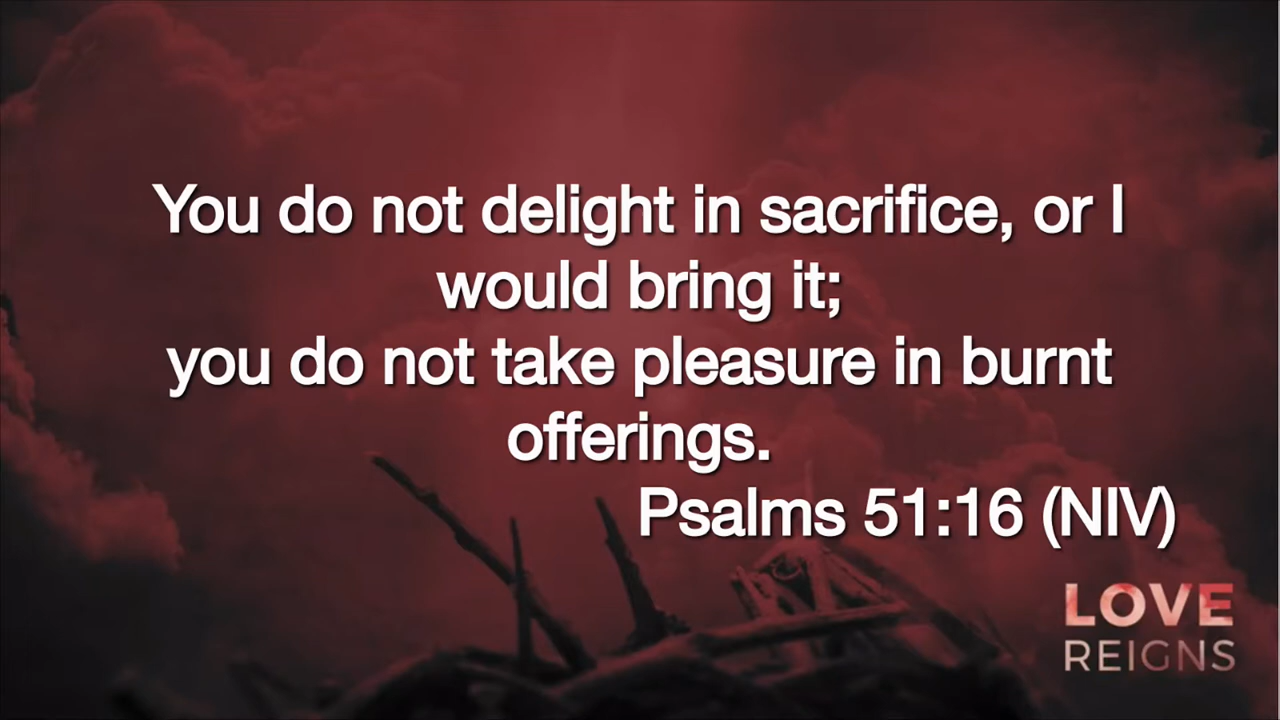 You do not delight in sacrifice, or I
would bring it;
you do not take pleasure in burnt
offerings.
Psalms 51:16 (NIV)
LOVE
REIGNS